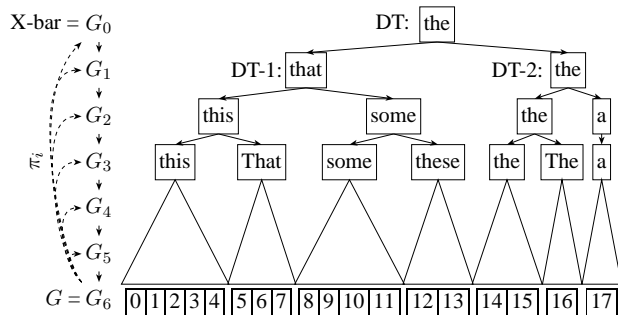 X-bar = G₀ DT: the
G₁ DT-1: that DT-2: the
G₂ this some the a
πᵢ G₃ this That some these the The a
G₄
G₅
G = G₆ 0 1 2 3 4 5 6 7 8 9 10 11 12 13 14 15 16 17